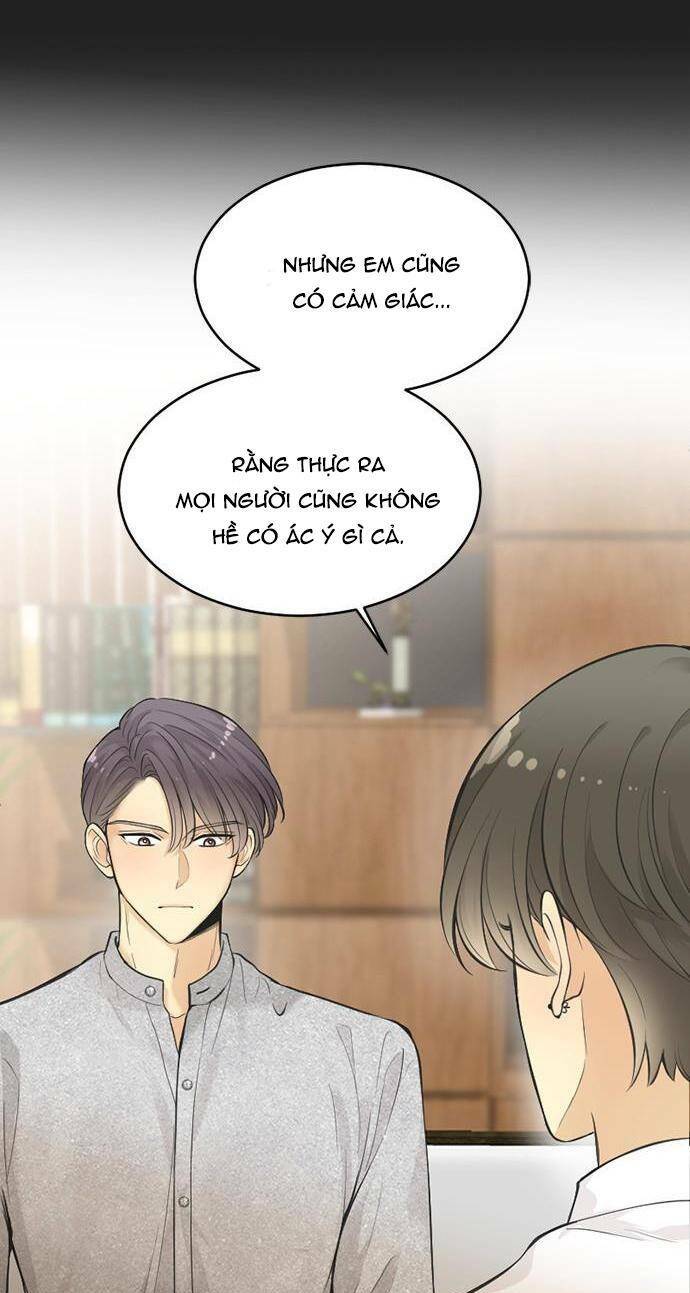 NHƯNG EM CŨNG
CÓ CẢM GIÁC...
RẰNG THỰC RA
MỌI NGƯỜI CŨNG KHÔNG
HỀ CÓ ÁC Ý GÌ CẢ.